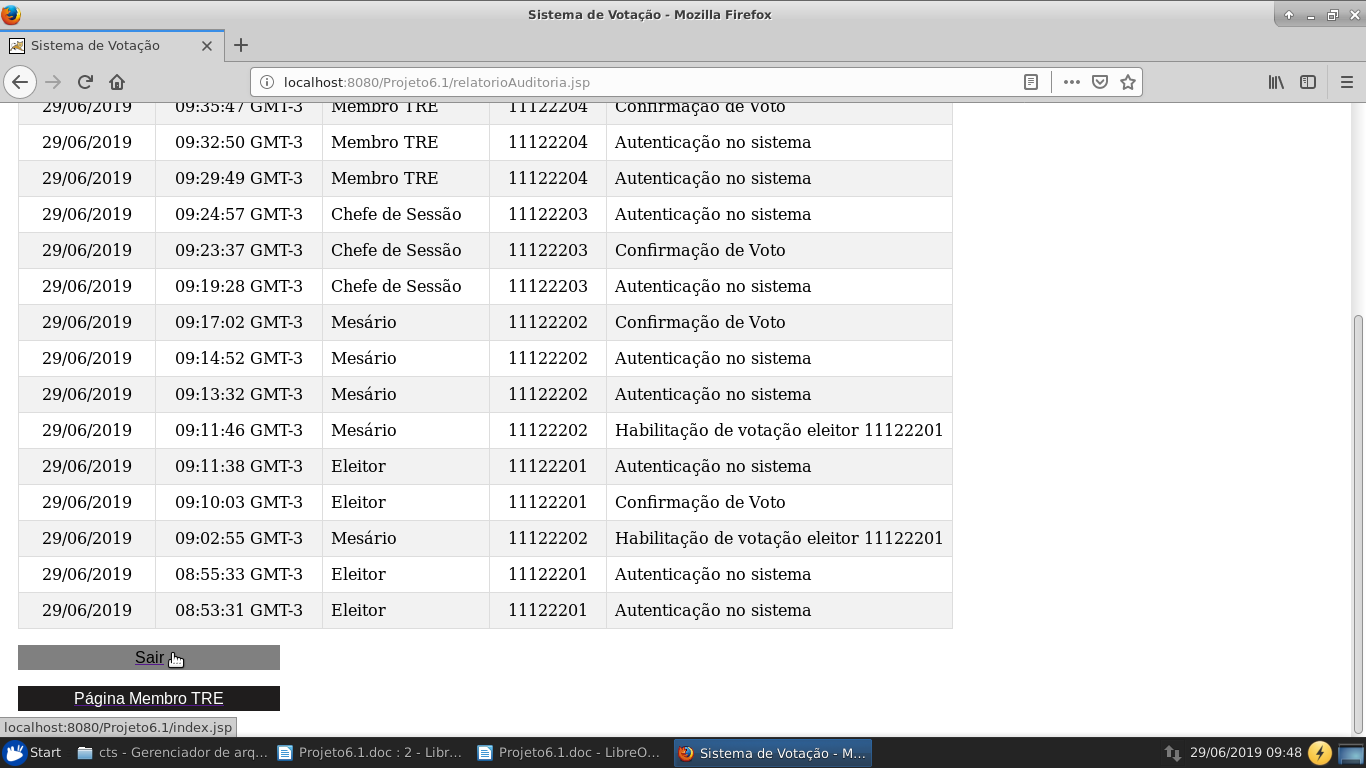 Sistema de Votação - Mozilla Firefox
Sistema de Votação
localhost:8080/Projeto6.1/relatorioAuditoria.jsp
29/06/2019 09:35:47 GMT-3 Membro TRE 11122204 Confirmação de Voto
29/06/2019 09:32:50 GMT-3 Membro TRE 11122204 Autenticação no sistema
29/06/2019 09:29:49 GMT-3 Membro TRE 11122204 Autenticação no sistema
29/06/2019 09:24:57 GMT-3 Chefe de Sessão 11122203 Autenticação no sistema
29/06/2019 09:23:37 GMT-3 Chefe de Sessão 11122203 Confirmação de Voto
29/06/2019 09:19:28 GMT-3 Chefe de Sessão 11122203 Autenticação no sistema
29/06/2019 09:17:02 GMT-3 Mesário 11122202 Confirmação de Voto
29/06/2019 09:14:52 GMT-3 Mesário 11122202 Autenticação no sistema
29/06/2019 09:13:32 GMT-3 Mesário 11122202 Autenticação no sistema
29/06/2019 09:11:46 GMT-3 Mesário 11122202 Habilitação de votação eleitor 11122201
29/06/2019 09:11:38 GMT-3 Eleitor 11122201 Autenticação no sistema
29/06/2019 09:10:03 GMT-3 Eleitor 11122201 Confirmação de Voto
29/06/2019 09:02:55 GMT-3 Mesário 11122202 Habilitação de votação eleitor 11122201
29/06/2019 08:55:33 GMT-3 Eleitor 11122201 Autenticação no sistema
29/06/2019 08:53:31 GMT-3 Eleitor 11122201 Autenticação no sistema
Sair
Página Membro TRE
localhost:8080/Projeto6.1/index.jsp
Start cts - Gerenciador de arq... Projeto6.1.doc : 2 - Libr... Projeto6.1.doc - LibreO... Sistema de Votação - M... 29/06/2019 09:48